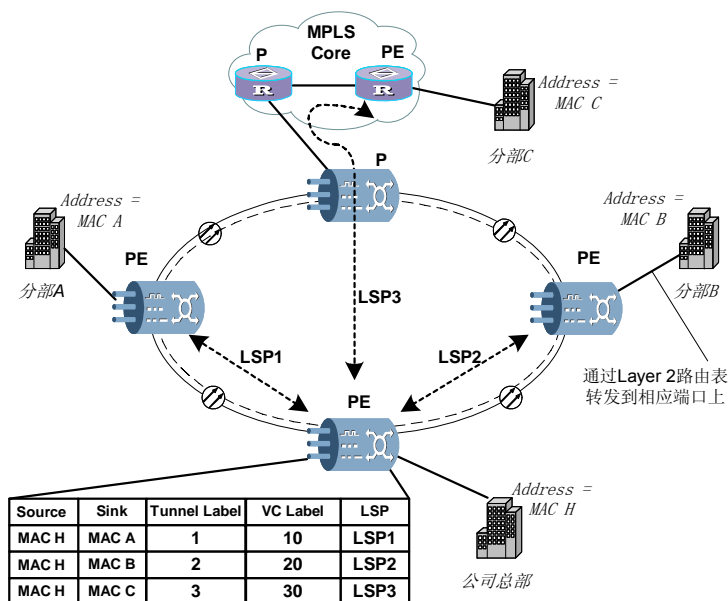 MPLS
Core
P
PE
R
R
Address =
MAC C
分部C
P
Address =
MAC A
分部A
PE
Address =
MAC B
分部B
PE
LSP3
LSP1
LSP2
通过Layer 2路由表
转发到相应端口上
PE
Address =
MAC H
公司总部
Source Sink Tunnel Label VC Label LSP
MAC H MAC A 1 10 LSP1
MAC H MAC B 2 20 LSP2
MAC H MAC C 3 30 LSP3